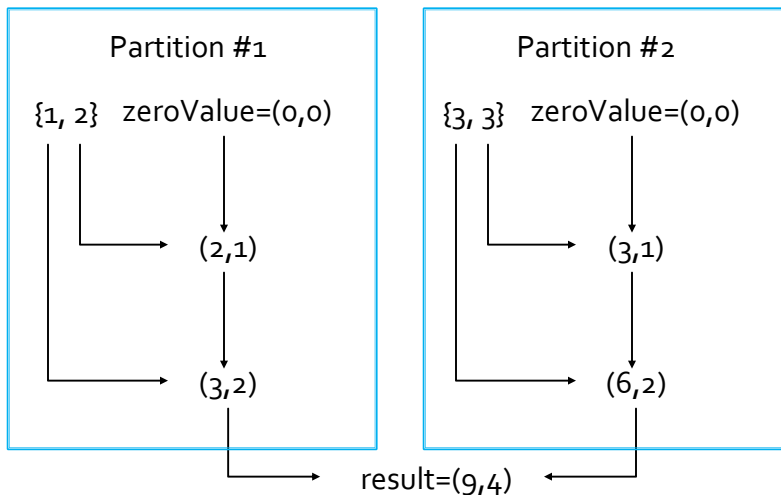 Partition #1
{1, 2} zeroValue=(0,0)
(2,1)
(3,2)
Partition #2
{3, 3} zeroValue=(0,0)
(3,1)
(6,2)
result=(9,4)